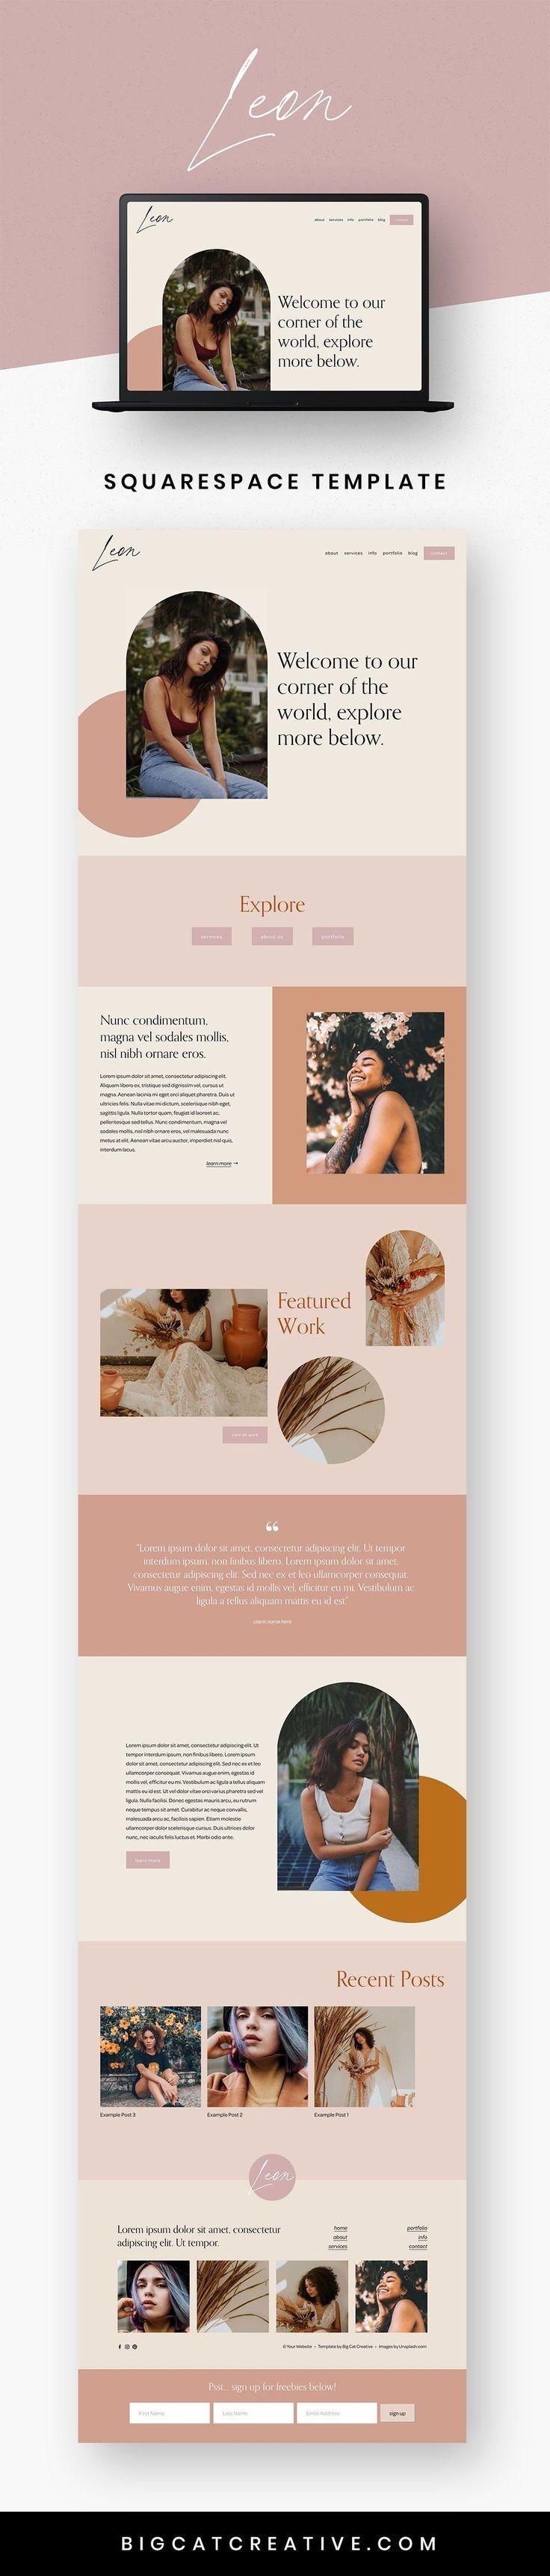 Leon
Leon
about services info portfolio blog
Welcome to our
corner of the
world, explore
more below.
SQUARESPACE TEMPLATE
Leon
about services info portfolio blog contact
Welcome to our
corner of the
world, explore
more below.
Explore
services about us portfolio
Nunc condimentum,
magna vel sodales mollis,
nisl nibh ornare eros.
Lorem ipsum dolor sit amet, consectetur adipiscing elit.
Aliquam libero ex, tristique sed dignissim vel, cursus ut
magna. Aenean lacinia mi eget orci aliquet pharetra. Duis ut
ultricies felis. Nulla vitae mi dictum, scelerisque nibh eget,
sagittis ligula. Nulla tortor quam, feugiat id laoreet ac,
pellentesque sed tellus. Nunc condimentum, magna vel
sodales mollis, nisl nibh ornare eros, vel malesuada nunc
metus at elit. Aenean vitae arcu auctor, imperdiet nisl quis,
interdum lacus.
learn more →
Featured
Work
view all work
“
"Lorem ipsum dolor sit amet, consectetur adipiscing elit. Ut tempor
interdum ipsum, non finibus libero. Lorem ipsum dolor sit amet,
consectetur adipiscing elit. Sed nec ex et leo ullamcorper consequat.
Vivamus augue enim, egestas id mollis vel, efficitur eu mi. Vestibulum ac
ligula a tellus aliquam mattis eu id est"
client name here
Lorem ipsum dolor sit amet, consectetur adipiscing elit. Ut
tempor interdum ipsum, non finibus libero. Lorem ipsum
dolor sit amet, consectetur adipiscing elit. Sed nec ex et leo
ullamcorper consequat. Vivamus augue enim, egestas id
mollis vel, efficitur eu mi. Vestibulum ac ligula a tellus aliquam
mattis eu id est. Ut vel dolor vitae orci varius pharetra sed vel
ligula. Nulla facilisi. Donec egestas mauris arcu, eu rutrum
neque tempus sit amet. Curabitur ac neque convallis,
malesuada arcu ac, facilisis sapien. Etiam molestie
ullamcorper dolor scelerisque cursus. Duis ultrices dolor
nunc, nec iaculis felis luctus et. Morbi odio ante.
learn more
Recent Posts
Example Post 3 Example Post 2 Example Post 1
Leon
Lorem ipsum dolor sit amet, consectetur
adipiscing elit. Ut tempor.
home portfolio
about info
services contact
© Your Website • Template by Big Cat Creative • Images by Unsplash.com
Psst... sign up for freebies below!
First Name Last Name Email Address sign up
BIGCATCREATIVE.COM